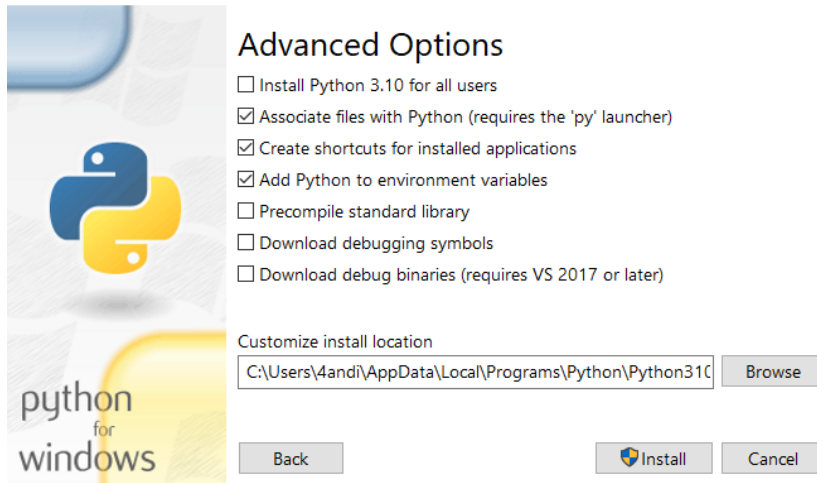 Advanced Options
Install Python 3.10 for all users
Associate files with Python (requires the 'py' launcher)
Create shortcuts for installed applications
Add Python to environment variables
Precompile standard library
Download debugging symbols
Download debug binaries (requires VS 2017 or later)
Customize install location
C:\Users\4andi\AppData\Local\Programs\Python\Python310
Browse
python
for
windows
Back
Install
Cancel